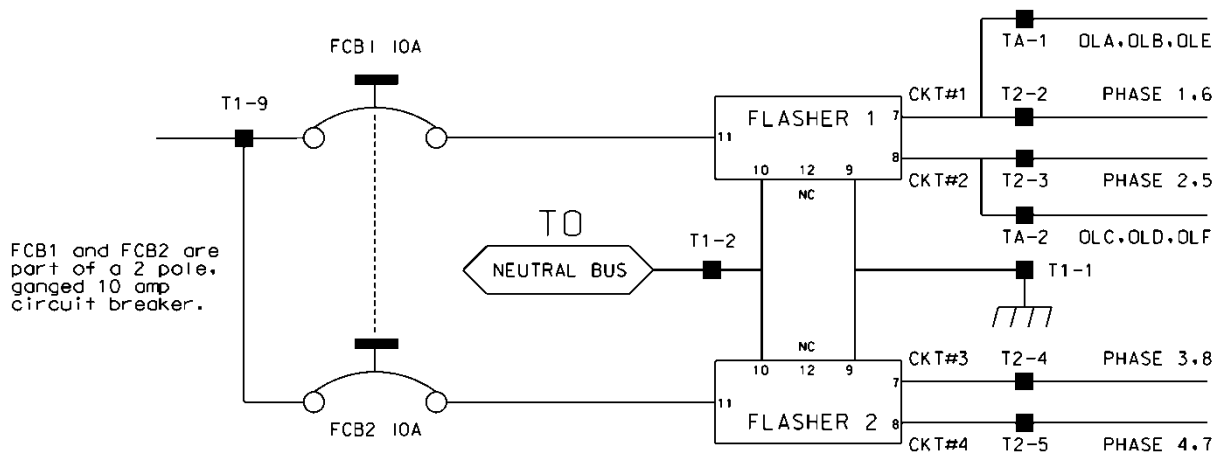 FCB1 10A
T1-9
TA-1 OLA,OLB,OLE
CKT#1 T2-2 PHASE 1,6
7
11 FLASHER 1
8
10 12 9
NC
CKT#2 T2-3 PHASE 2,5
TA-2 OLC,OLD,OLF
TO
NEUTRAL BUS
T1-2
T1-1
FCB1 and FCB2 are
part of a 2 pole,
ganged 10 amp
circuit breaker.
NC
10 12 9
CKT#3 T2-4 PHASE 3,8
7
11 FLASHER 2
8
FCB2 10A
CKT#4 T2-5 PHASE 4,7